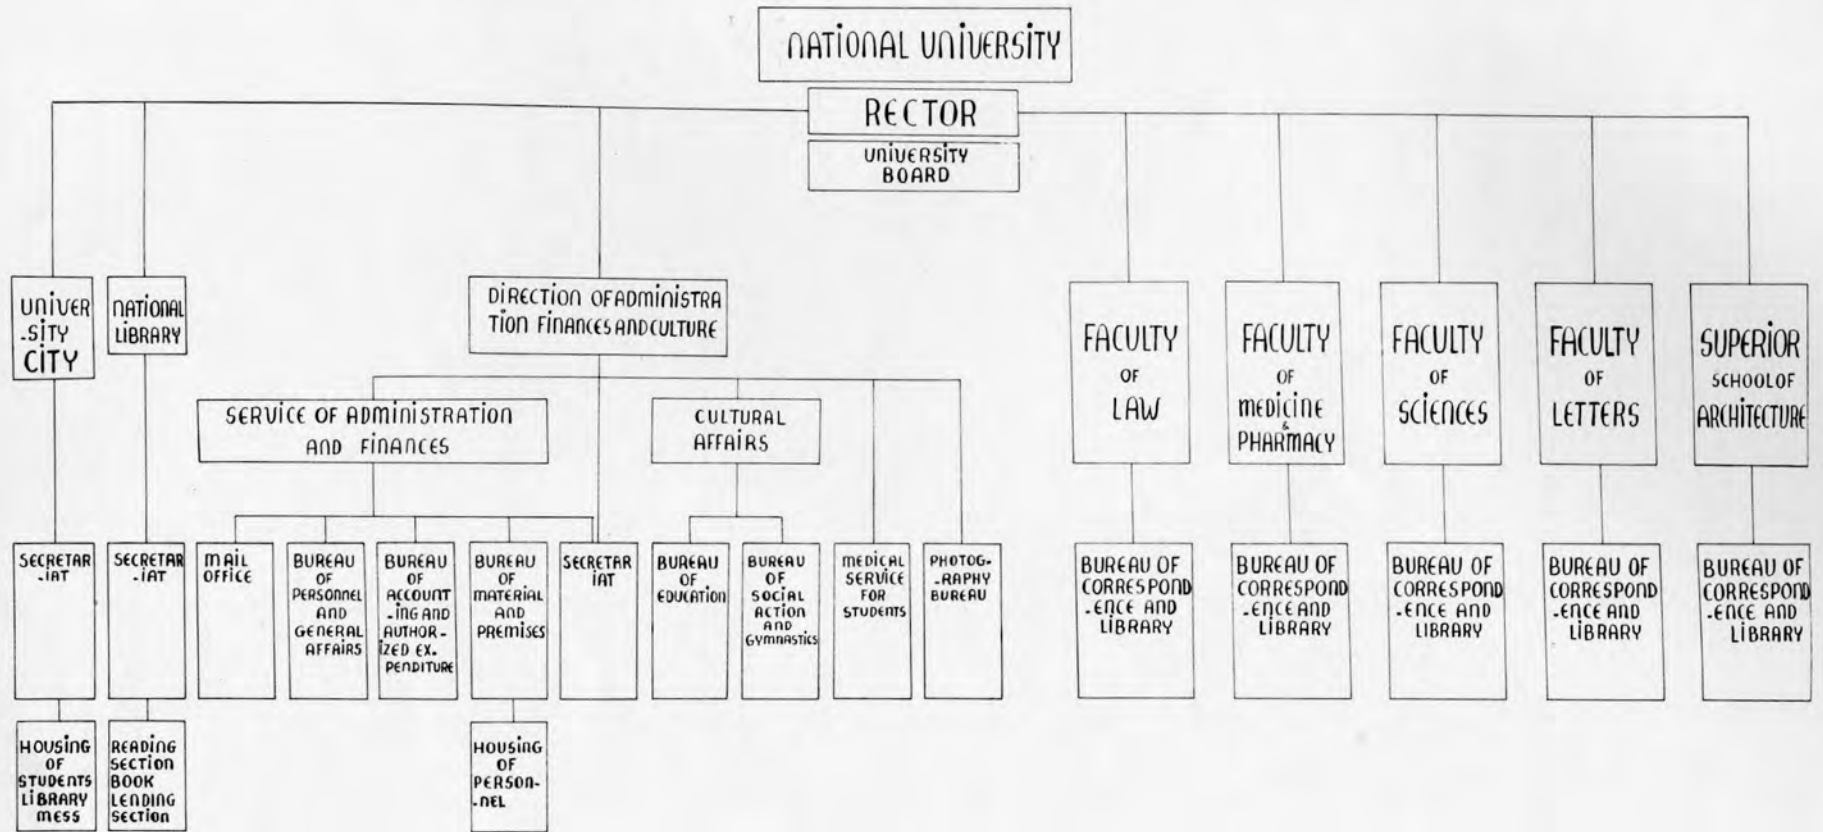 NATIONAL UNIVERSITY
RECTOR
UNIVERSITY
BOARD
UNIVER
-SITY
CITY
NATIONAL
LIBRARY
DIRECTION OF ADMINISTRA
TION FINANCES AND CULTURE
FACULTY
OF
LAW
FACULTY
OF
MEDICINE
&
PHARMACY
FACULTY
OF
SCIENCES
FACULTY
OF
LETTERS
SUPERIOR
SCHOOL OF
ARCHITECTURE
SERVICE OF ADMINISTRATION
AND FINANCES
CULTURAL
AFFAIRS
SECRETAR
-IAT
SECRETAR
-IAT
MAIL
OFFICE
BUREAU
OF
PERSONNEL
AND
GENERAL
AFFAIRS
BUREAU
OF
ACCOUNT
-ING AND
AUTHOR-
IZED EX.
PENDITURE
BUREAU
OF
MATERIAL
AND
PREMISES
SECRETAR
IAT
BUREAU
OF
EDUCATION
BUREAU
OF
SOCIAL
ACTION
AND
GYMNASTICS
MEDICAL
SERVICE
FOR
STUDENTS
PHOTOG-
-RAPHY
BUREAU
BUREAU OF
CORRESPOND
-ENCE AND
LIBRARY
BUREAU OF
CORRESPOND
-ENCE AND
LIBRARY
BUREAU OF
CORRESPOND
-ENCE AND
LIBRARY
BUREAU OF
CORRESPOND
-ENCE AND
LIBRARY
BUREAU OF
CORRESPOND
-ENCE AND
LIBRARY
HOUSING
OF
STUDENTS
LIBRARY
MESS
READING
SECTION
BOOK
LENDING
SECTION
HOUSING
OF
PERSON-
-NEL